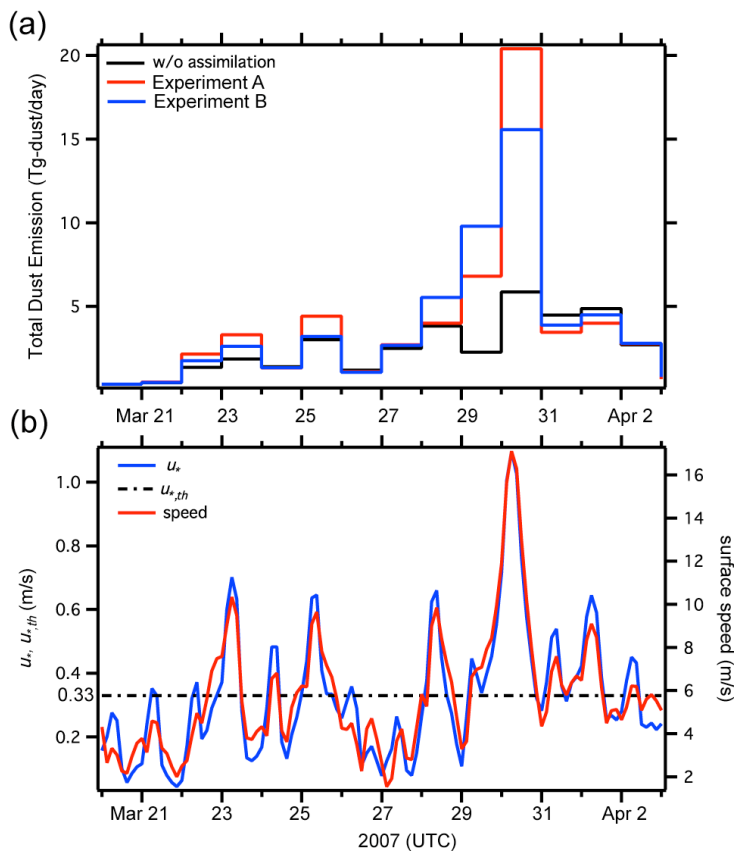 (a)
Total Dust Emission (Tg-dust/day)
20
15
10
5
w/o assimilation
Experiment A
Experiment B
Mar 21
23
25
27
29
31
Apr 2
(b)
u*, u*,th (m/s)
1.0
0.8
0.6
0.4
0.33
0.2
u*
u*,th
speed
16
14
12
10
8
6
4
2
surface speed (m/s)
Mar 21
23
25
27
29
31
Apr 2
2007 (UTC)